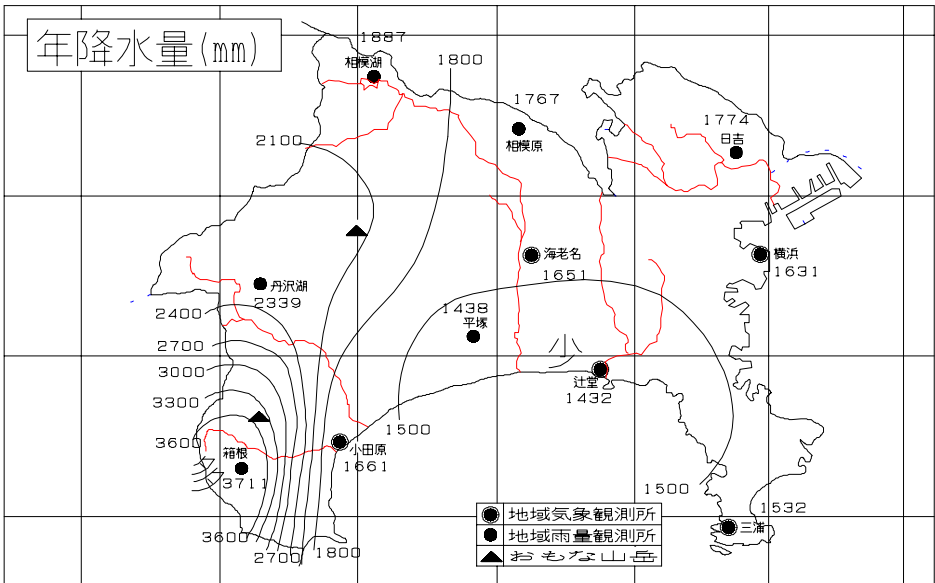 年降水量(mm)
1887
相模湖
1800
1767
相模原
1774
日吉
2100
海老名
1651
横浜
1631
丹沢湖
2339
2400
1438
平塚
2700
小
3000
辻堂
1432
3300
3600
箱根
3711
1500
小田原
1661
1500
1532
三浦
3600
2700
1800
地域気象観測所
地域雨量観測所
おもな山岳